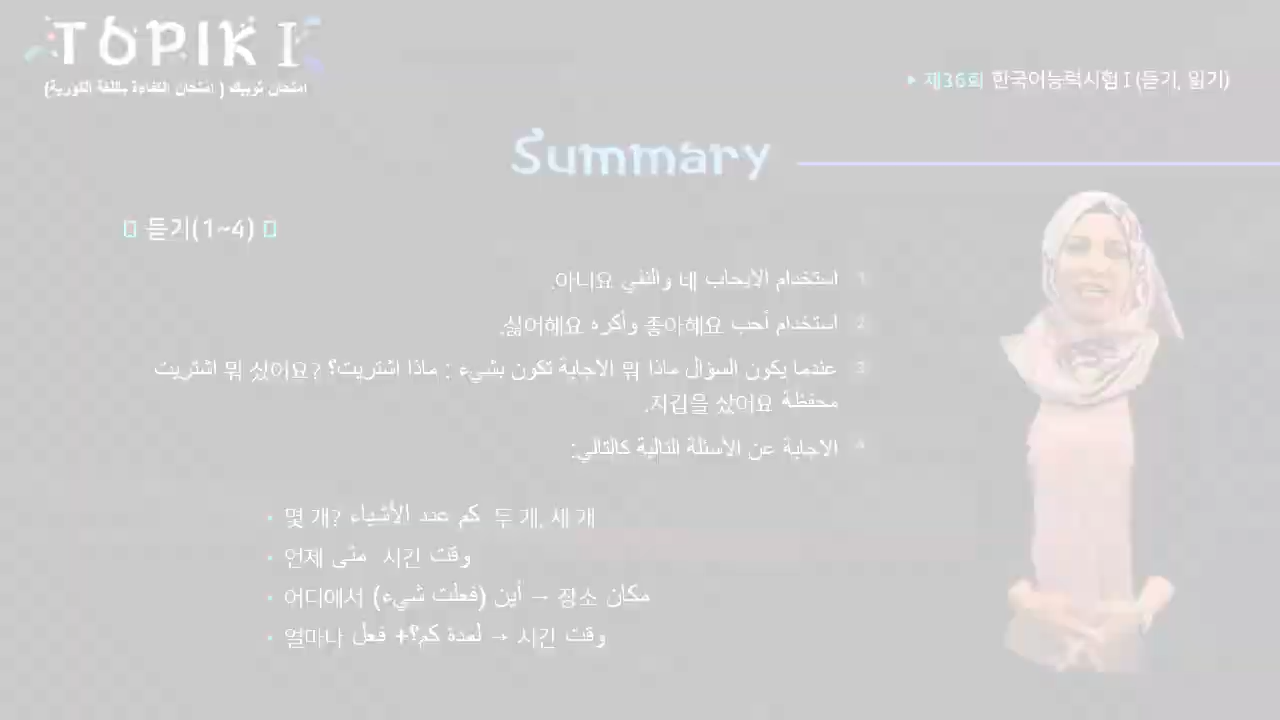 TOPIK I
امتحان توبيك ( امتحان الكفاءة باللغة الكورية)
▸ 제36회 한국어능력시험 I (듣기, 읽기)
Summary
듣기(1~4)
1 استخدام الايجاب 네 والنفي 아니요.
2 استخدام أحب 좋아해요 وأكره 싫어해요.
3 عندما يكون السؤال ماذا 뭐 الاجابة تكون بشيء : ماذا اشتريت؟ 뭐 샀어요? اشتريت
محفظة 지갑을 샀어요.
4 الاجابة عن الأسئلة التالية كالتالي:
• 몇 개? كم عدد الأشياء 두 개, 세 개
• 언제 متى 시간 وقت
• 어디에서 (فعلت شيء) أين → 장소 مكان
• 얼마나 لمدة كم؟+ فعل → 시간 وقت